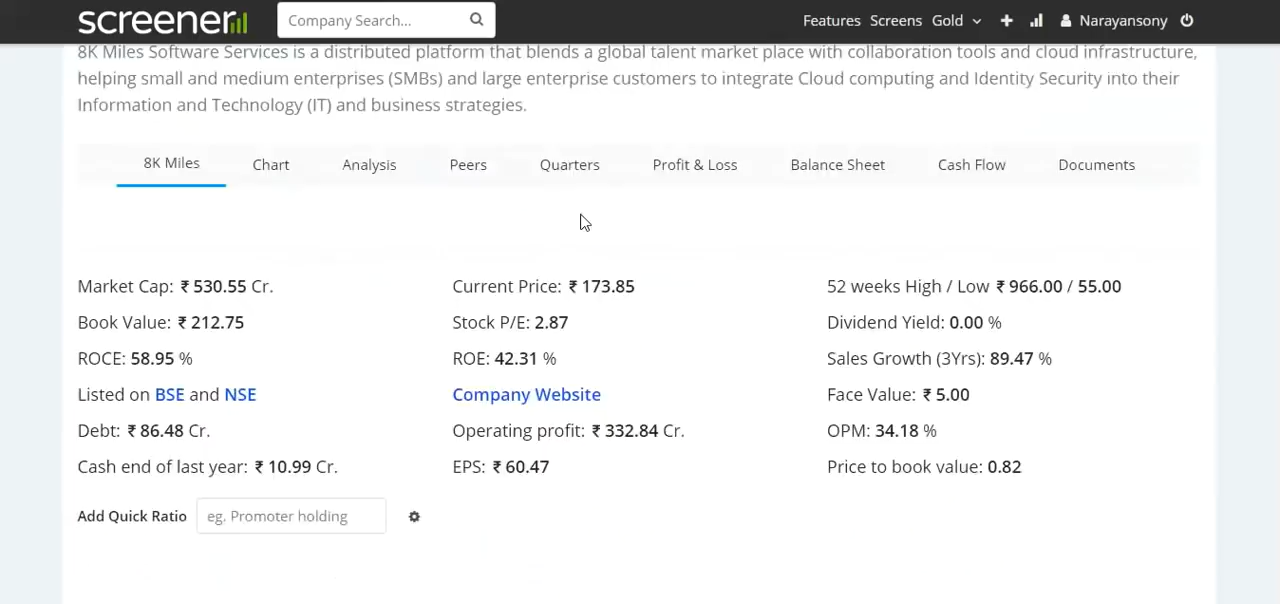 screener
Company Search...
Features Screens Gold Narayansony
8K Miles Software Services is a distributed platform that blends a global talent market place with collaboration tools and cloud infrastructure,
helping small and medium enterprises (SMBs) and large enterprise customers to integrate Cloud computing and Identity Security into their
Information and Technology (IT) and business strategies.
8K Miles Chart Analysis Peers Quarters Profit & Loss Balance Sheet Cash Flow Documents
Market Cap: ₹ 530.55 Cr. Current Price: ₹ 173.85 52 weeks High / Low ₹ 966.00 / 55.00
Book Value: ₹ 212.75 Stock P/E: 2.87 Dividend Yield: 0.00 %
ROCE: 58.95 % ROE: 42.31 % Sales Growth (3Yrs): 89.47 %
Listed on BSE and NSE Company Website Face Value: ₹ 5.00
Debt: ₹ 86.48 Cr. Operating profit: ₹ 332.84 Cr. OPM: 34.18 %
Cash end of last year: ₹ 10.99 Cr. EPS: ₹ 60.47 Price to book value: 0.82
Add Quick Ratio eg. Promoter holding